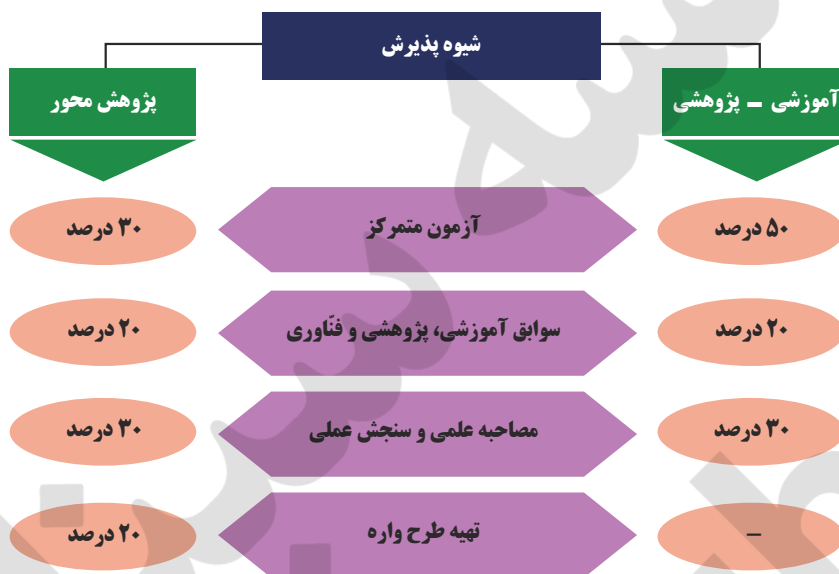 شیوه پذیرش
آموزشی ـ پژوهشی
پژوهش محور
۵۰ درصد
آزمون متمرکز
۳۰ درصد
۲۰ درصد
سوابق آموزشی، پژوهشی و فنّاوری
۲۰ درصد
۳۰ درصد
مصاحبه علمی و سنجش عملی
۳۰ درصد
–
تهیه طرح واره
۲۰ درصد